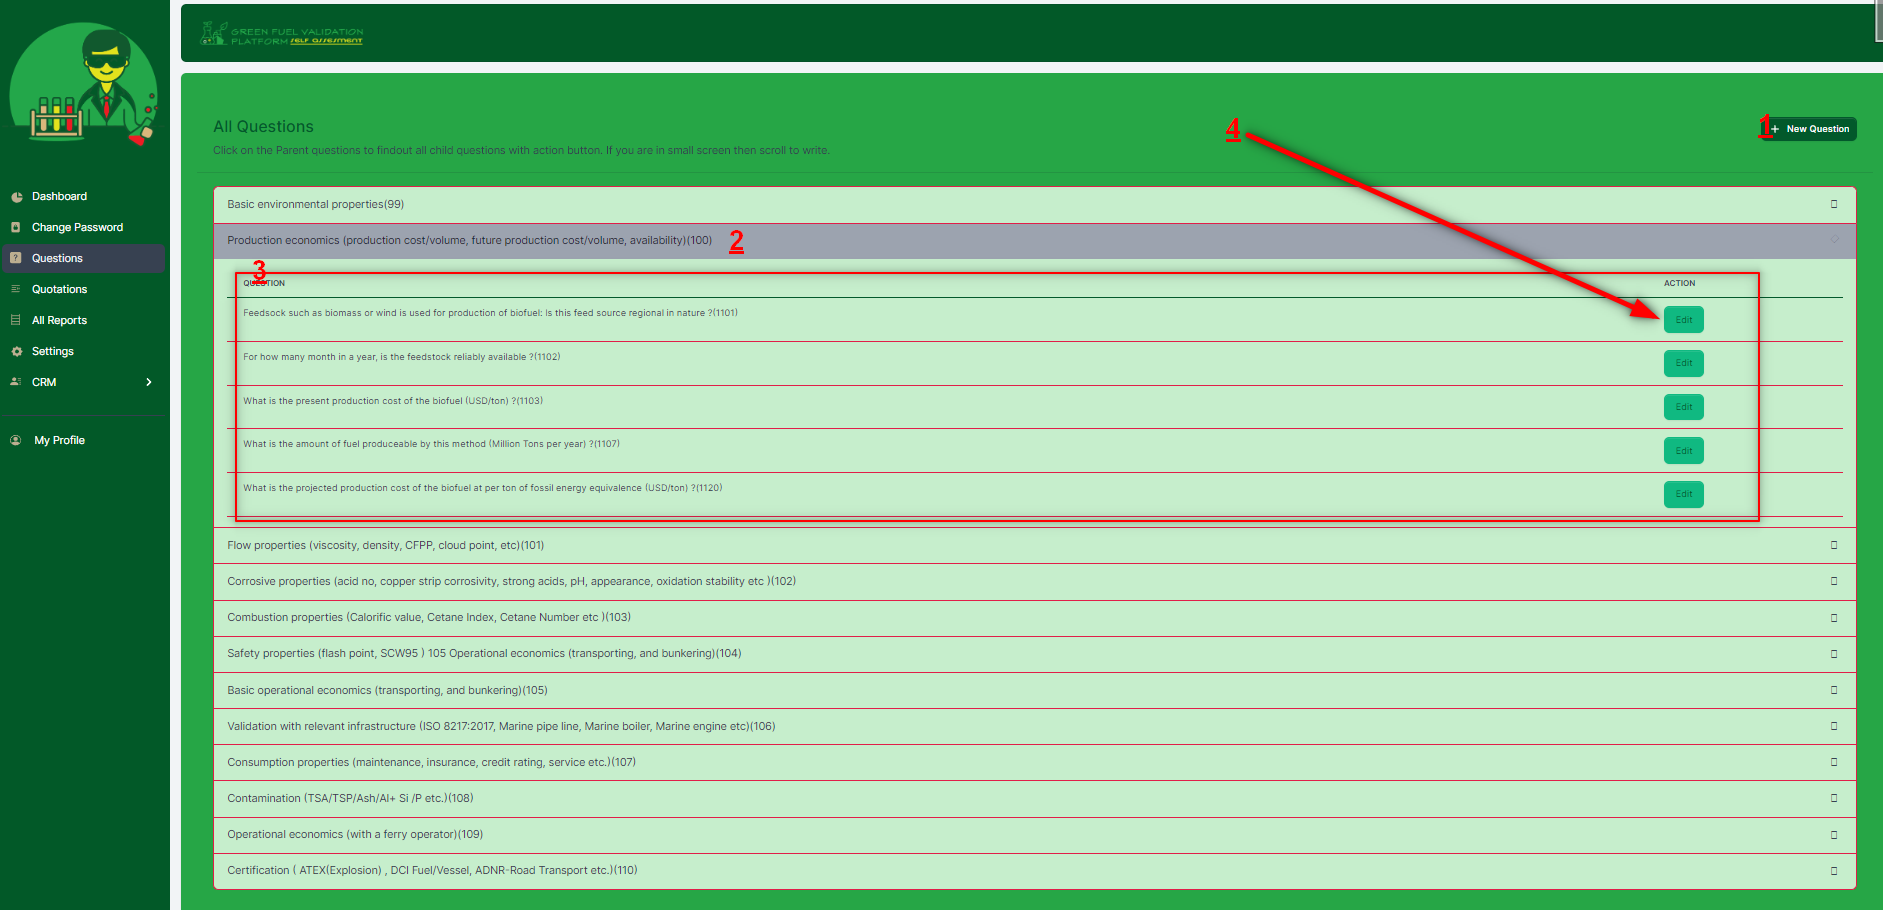 GREEN FUEL VALIDATION
PLATFORM SELF ASSESMENT
Dashboard
Change Password
Questions
Quotations
All Reports
Settings
CRM
My Profile
All Questions
Click on the Parent questions to findout all child questions with action button. If you are in small screen then scroll to write.
4
1
+ New Question
Basic environmental properties(99)
Production economics (production cost/volume, future production cost/volume, availability)(100)
2
3
QUESTION ACTION
Feedsock such as biomass or wind is used for production of biofuel: Is this feed source regional in nature ?(1101) Edit
For how many month in a year, is the feedstock reliably available ?(1102) Edit
What is the present production cost of the biofuel (USD/ton) ?(1103) Edit
What is the amount of fuel produceable by this method (Million Tons per year) ?(1107) Edit
What is the projected production cost of the biofuel at per ton of fossil energy equivalence (USD/ton) ?(1120) Edit
Flow properties (viscosity, density, CFPP, cloud point, etc)(101)
Corrosive properties (acid no, copper strip corrosivity, strong acids, pH, appearance, oxidation stability etc )(102)
Combustion properties (Calorific value, Cetane Index, Cetane Number etc )(103)
Safety properties (flash point, SCW95 ) 105 Operational economics (transporting, and bunkering)(104)
Basic operational economics (transporting, and bunkering)(105)
Validation with relevant infrastructure (ISO 8217:2017, Marine pipe line, Marine boiler, Marine engine etc)(106)
Consumption properties (maintenance, insurance, credit rating, service etc.)(107)
Contamination (TSA/TSP/Ash/Al+ Si /P etc.)(108)
Operational economics (with a ferry operator)(109)
Certification ( ATEX(Explosion) , DCI Fuel/Vessel, ADNR-Road Transport etc.)(110)